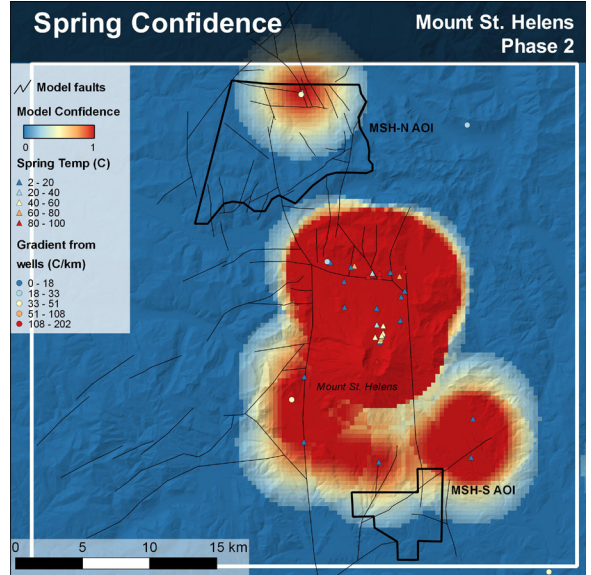 Spring Confidence
Mount St. Helens
Phase 2
Model faults
Model Confidence
0 1
Spring Temp (C)
2 - 20
20 - 40
40 - 60
60 - 80
80 - 100
Gradient from
wells (C/km)
0 - 18
18 - 33
33 - 51
51 - 108
108 - 202
MSH-N AOI
Mount St. Helens
MSH-S AOI
0 5 10 15 km